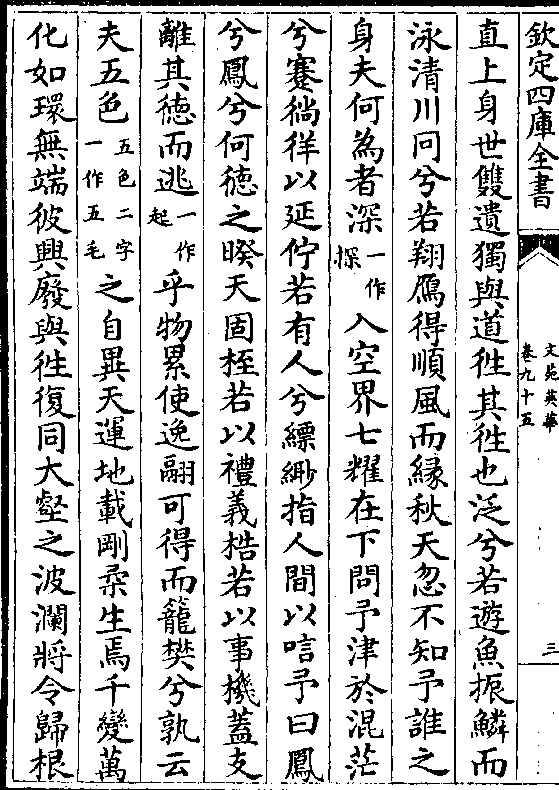 欽定四庫全書
文苑英華
卷九十五
三
直上身世雙遺獨與道徃其徃也泛兮若遊魚振鱗而
泳清川冋兮若翔鴈得順風而縁秋天忽不知予誰之
身夫何為者深一作探入空界七耀在下問予津於混茫
兮蹇徜徉以延佇若有人兮縹緲指人間以唁予曰鳳
兮鳳兮何徳之暌天固桎若以禮義梏若以事機蓋支
離其徳而逃一作起乎物累使逸翮可得而籠樊兮孰云
夫五色五色二字一作五毛之自異天運地載剛柔生焉千變萬
化如環無端彼興廢與徃復同大壑之波瀾將令歸根